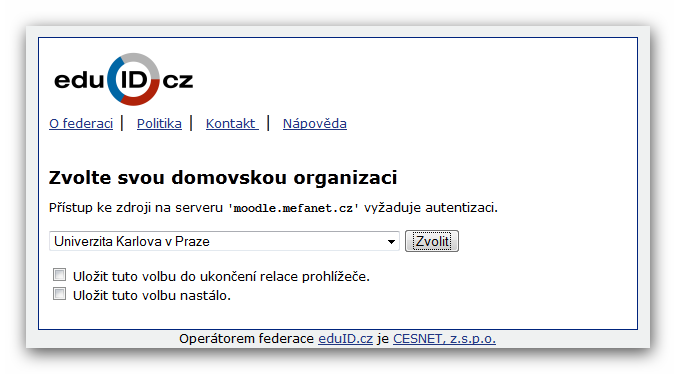 eduID.cz
O federaci | Politika | Kontakt | Nápověda
Zvolte svou domovskou organizaci
Přístup ke zdroji na serveru 'moodle.mefanet.cz' vyžaduje autentizaci.
Univerzita Karlova v Praze Zvolit
Uložit tuto volbu do ukončení relace prohlížeče.
Uložit tuto volbu nastálo.
Operátorem federace eduID.cz je CESNET, z.s.p.o.